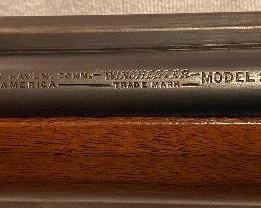 HAVEN, CONN.—WINCHESTER—MODEL
AMERICA—TRADE MARK